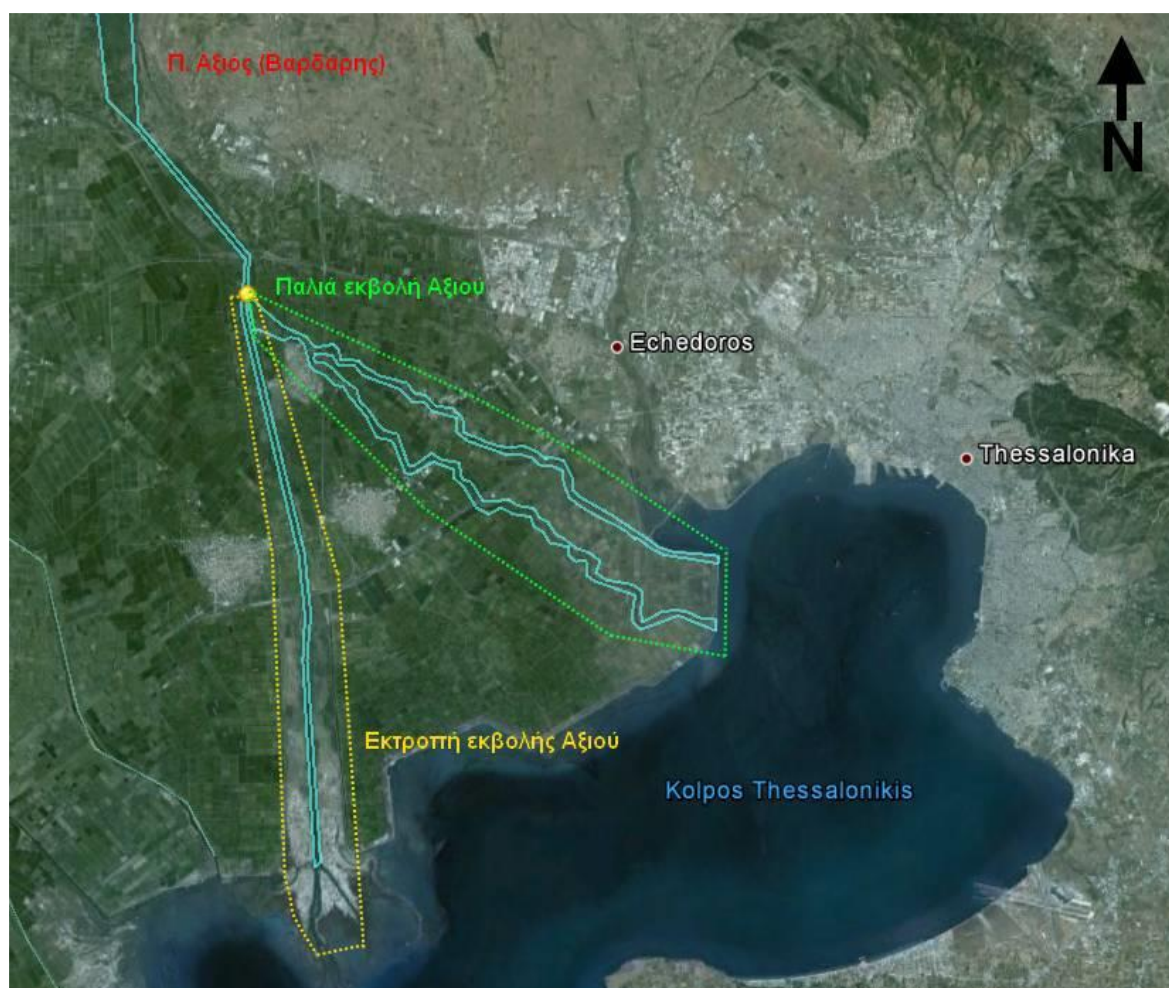 Π. Αξιός (Βαρδάρης)
N
Παλιά εκβολή Αξιού
Echedoros
Thessalonika
Εκτροπή εκβολής Αξιού
Kolpos Thessalonikis